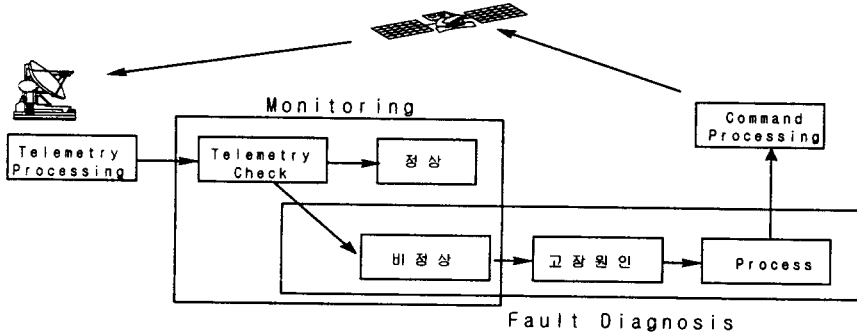 Monitoring
Command
Processing
Telemetry
Processing
Telemetry
Check
정상
비정상
고장원인
Process
Fault Diagnosis